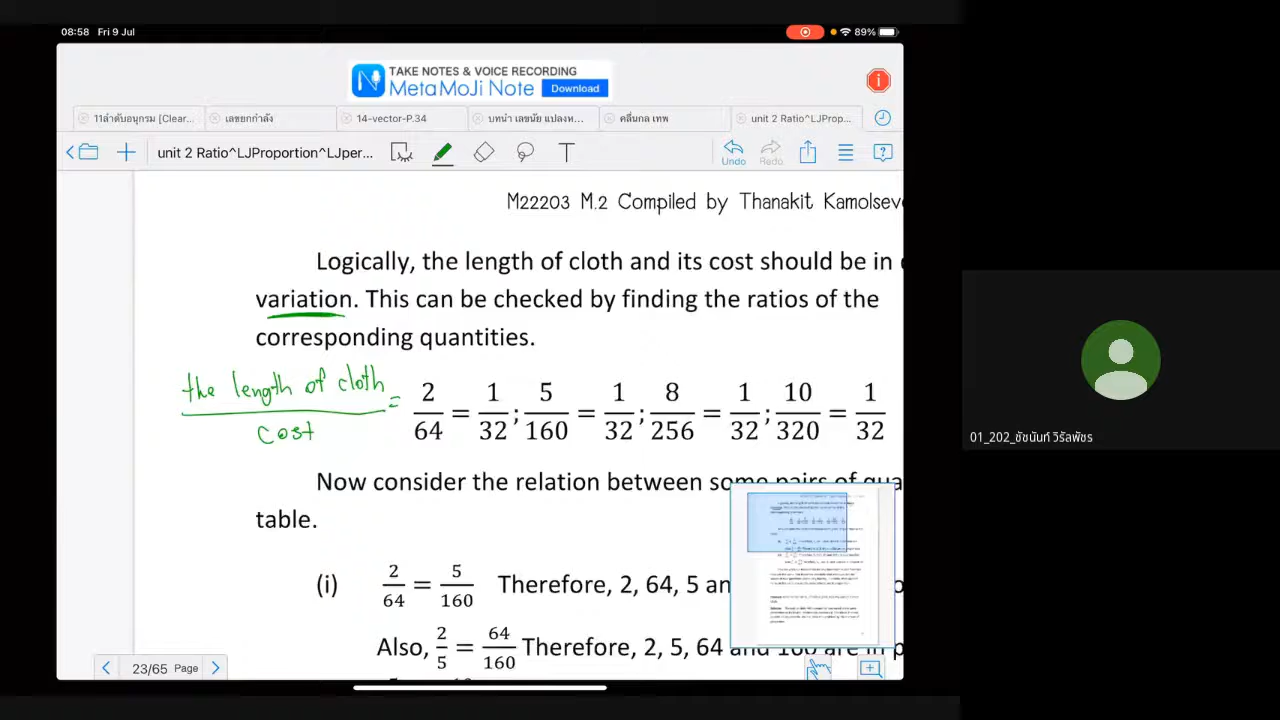 08:58 Fri 9 Jul
89%
TAKE NOTES & VOICE RECORDING
MetaMoJi Note Download
11ลำดับอนุกรม [Clear...
เลขยกกำลัง
14-vector-P.34
บทนำ เลขนัย แปลงห...
คลื่นกล เทพ
unit 2 Ratio^LJProp...
unit 2 Ratio^LJProportion^LJper...
Undo
Redo
M22203 M.2 Compiled by Thanakit Kamolsev
Logically, the length of cloth and its cost should be in
variation. This can be checked by finding the ratios of the
corresponding quantities.
the length of cloth / cost = 2/64 = 1/32 ; 5/160 = 1/32 ; 8/256 = 1/32 ; 10/320 = 1/32
Now consider the relation between some pairs of qua
table.
(i) 2/64 = 5/160 Therefore, 2, 64, 5 an
Also, 2/5 = 64/160 Therefore, 2, 5, 64 and 160 are in p
23/65 Page
01_202_ชัชนันท์ วิรัลพัชร